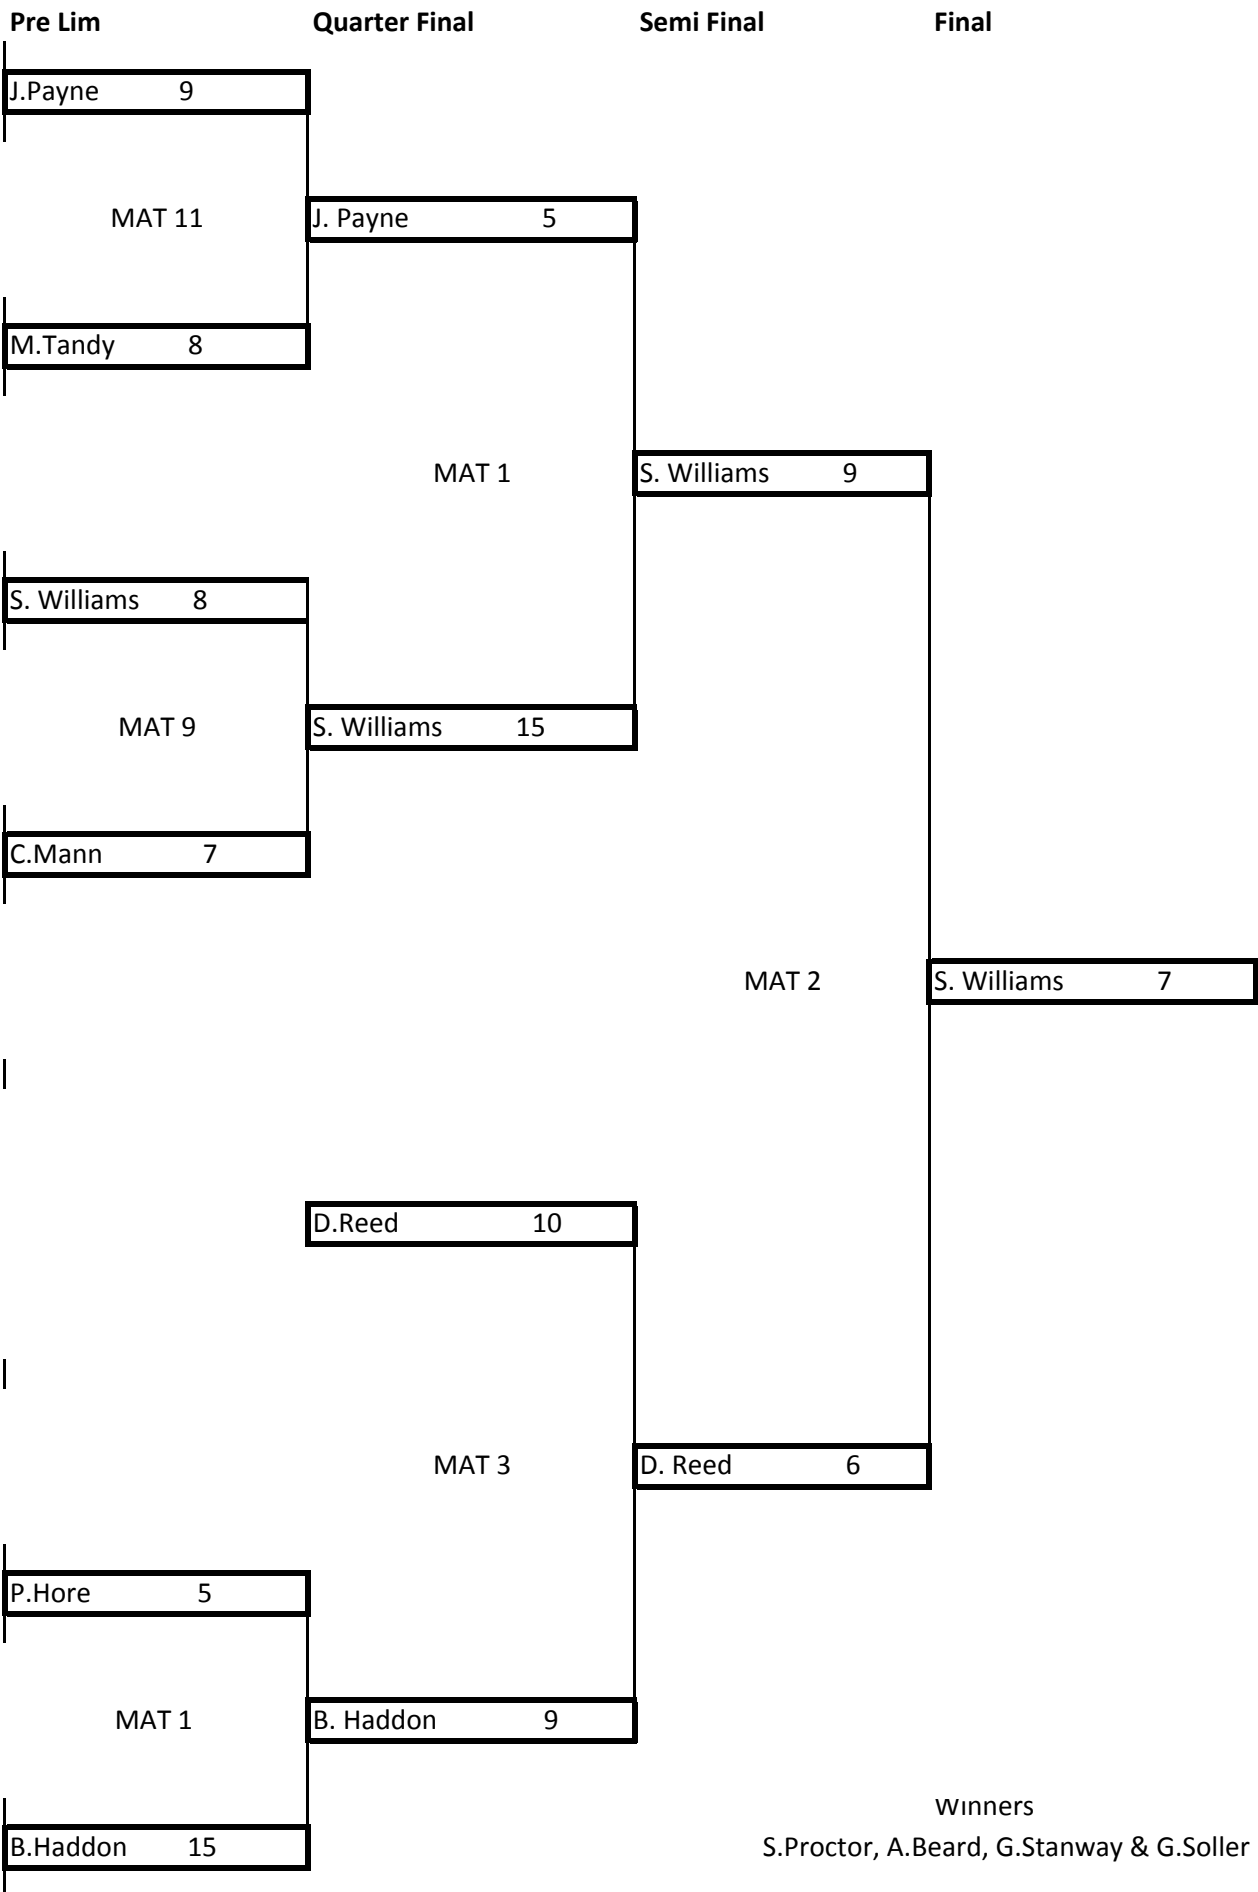 Pre Lim Quarter Final Semi Final Final
J.Payne 9
MAT 11 J. Payne 5
M.Tandy 8
MAT 1 S. Williams 9
S. Williams 8
MAT 9 S. Williams 15
C.Mann 7
MAT 2 S. Williams 7
D.Reed 10
MAT 3 D. Reed 6
P.Hore 5
MAT 1 B. Haddon 9
Winners
B.Haddon 15 S.Proctor, A.Beard, G.Stanway & G.Soller